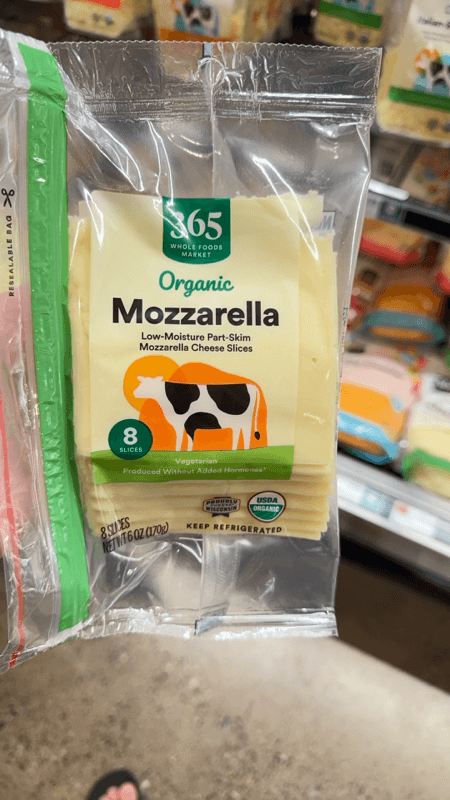 RESEALABLE BAG
365
WHOLE FOODS
MARKET
Organic
Mozzarella
Low-Moisture Part-Skim
Mozzarella Cheese Slices
8
SLICES
Vegetarian
Produced Without Added Hormones*
PROUDLY
WISCONSIN
USDA
ORGANIC
8 SLICES
NET WT 6 OZ (170g)
KEEP REFRIGERATED